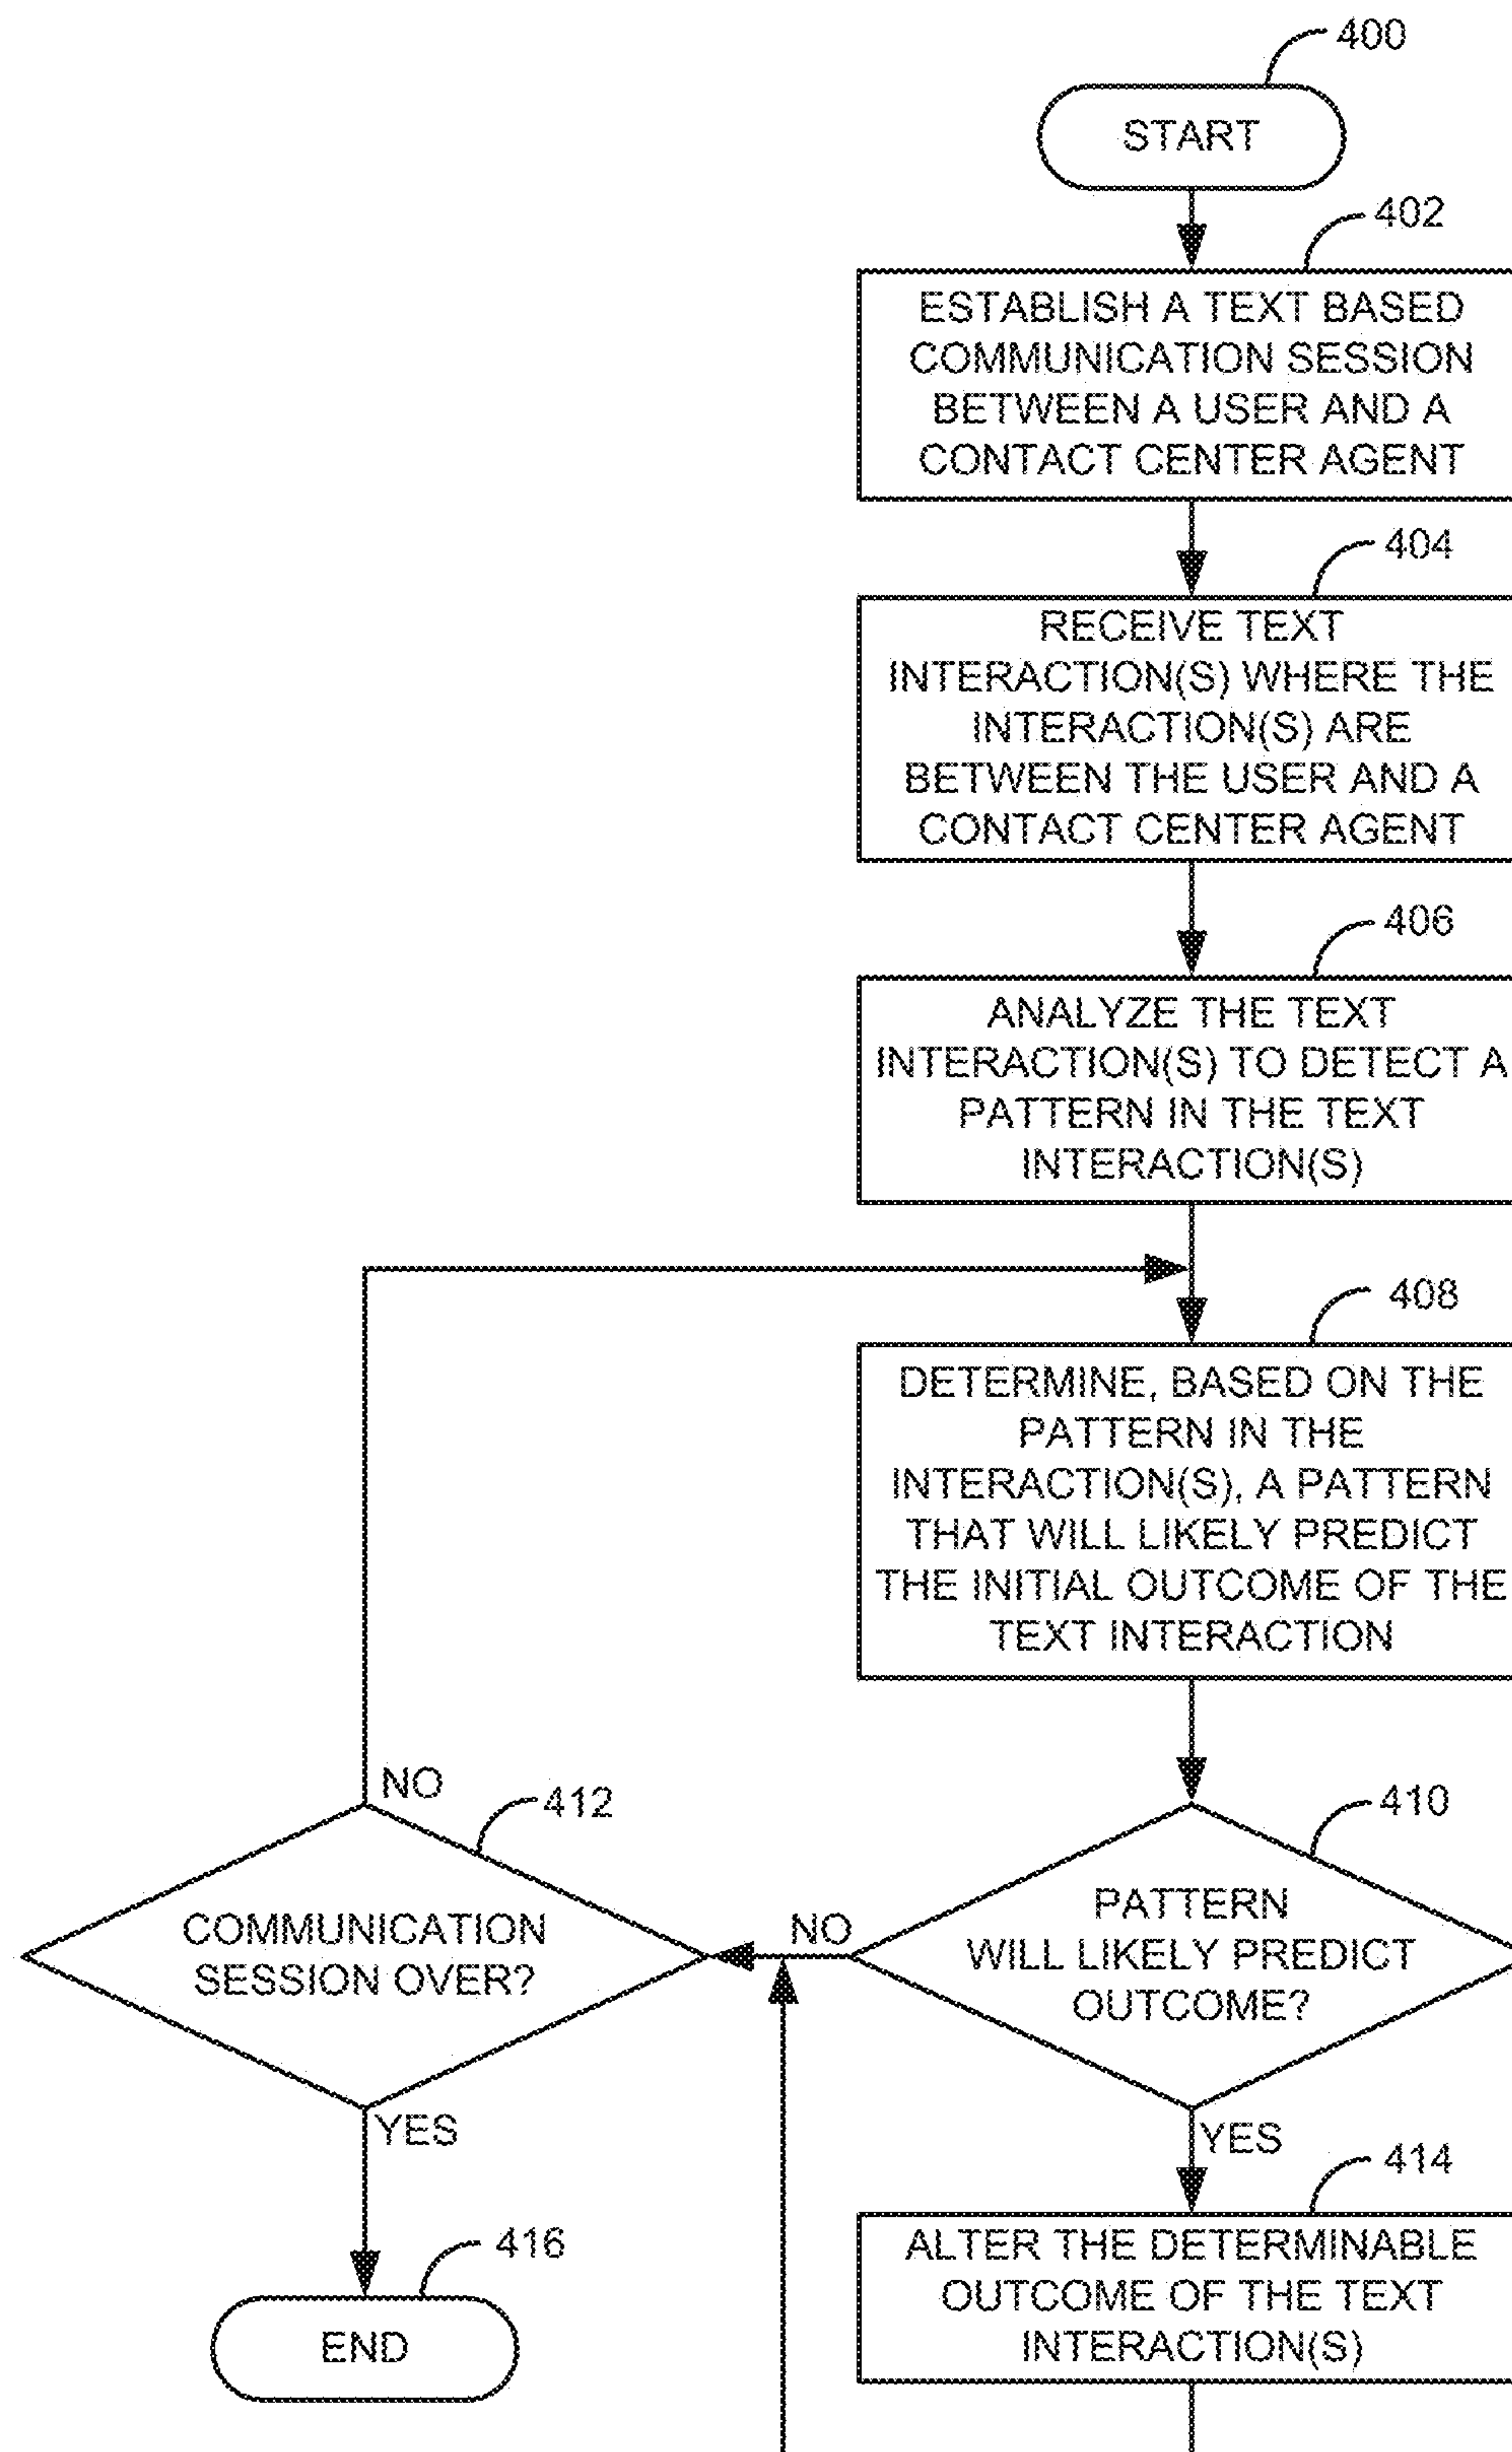 400
START
402
ESTABLISH A TEXT BASED
COMMUNICATION SESSION
BETWEEN A USER AND A
CONTACT CENTER AGENT
404
RECEIVE TEXT
INTERACTION(S) WHERE THE
INTERACTION(S) ARE
BETWEEN THE USER AND A
CONTACT CENTER AGENT
406
ANALYZE THE TEXT
INTERACTION(S) TO DETECT A
PATTERN IN THE TEXT
INTERACTION(S)
408
DETERMINE, BASED ON THE
PATTERN IN THE
INTERACTION(S), A PATTERN
THAT WILL LIKELY PREDICT
THE INITIAL OUTCOME OF THE
TEXT INTERACTION
410
PATTERN
WILL LIKELY PREDICT
OUTCOME?
NO
YES
412
COMMUNICATION
SESSION OVER?
NO
YES
414
ALTER THE DETERMINABLE
OUTCOME OF THE TEXT
INTERACTION(S)
416
END